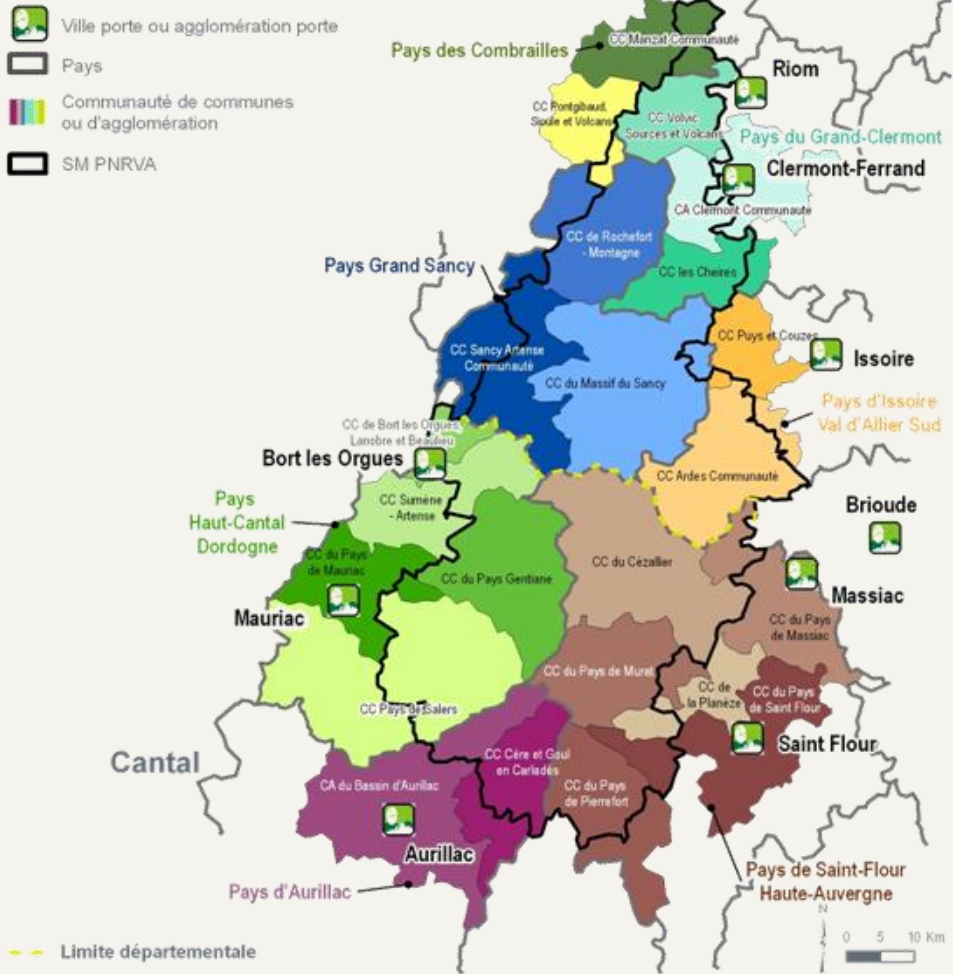 Ville porte ou agglomération porte
Pays
Communauté de communes
ou d'agglomération
SM PNRVA
Pays des Combrailles
CC Manzat Communauté
Riom
CC Pontgibaud,
Sioule et Volcans
CC Volvic
Sources et Volcans
Pays du Grand-Clermont
Clermont-Ferrand
CA Clermont Communauté
CC de Rochefort
- Montagne
Pays Grand Sancy
CC les Cheires
CC Puys et Couzes
CC Sancy Artense
Communauté
Issoire
CC du Massif du Sancy
Pays d'Issoire
Val d'Allier Sud
CC de Bort les Orgues,
Lanobre et Beaulieu
Bort les Orgues
CC Ardes Communauté
Pays
Haut-Cantal
Dordogne
CC Sumène
- Artense
Brioude
CC du Pays
de Mauriac
CC du Pays Gentiane
CC du Cézallier
Massiac
Mauriac
CC du Pays
de Massiac
CC du Pays de Murat
CC de
la Planèze
CC du Pays
de Saint Flour
CC Pays de Salers
Saint Flour
Cantal
CC Cère et Goul
en Carladès
CA du Bassin d'Aurillac
CC du Pays
de Pierrefort
Aurillac
Pays d'Aurillac
Pays de Saint-Flour
Haute-Auvergne
N
0 5 10 Km
Limite départementale